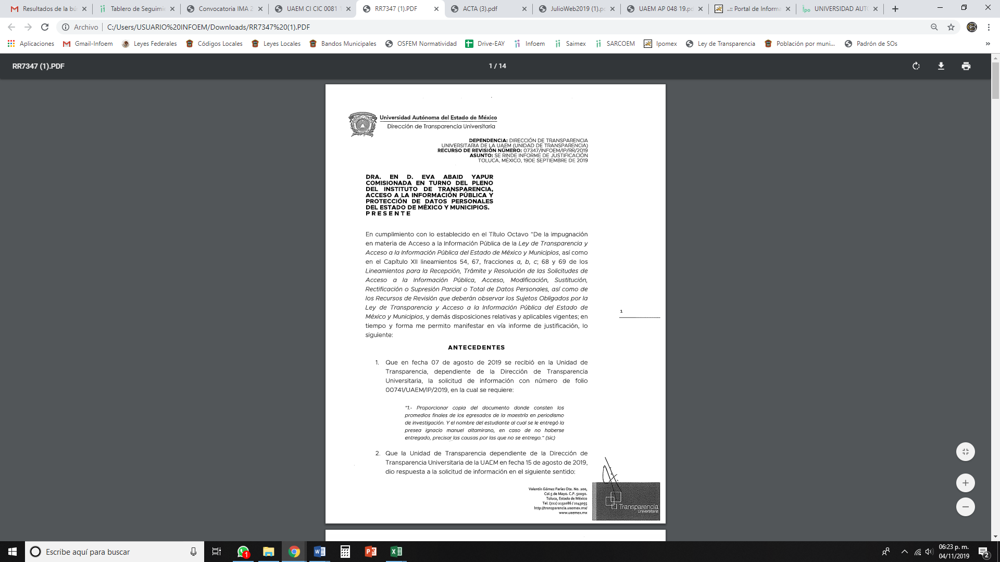 Resultados de la bú
Tablero de Seguimie
Convocatoria IMA 2
UAEM CI CIC 0081 1
RR7347 (1).PDF
ACTA (3).pdf
JulioWeb2019 (1).pd
UAEM AP 048 19.pd
..:: Portal de Informa
UNIVERSIDAD AUTÓ
Archivo
C:/Users/USUARIO%20INFOEM/Downloads/RR7347%20(1).PDF
Aplicaciones
Gmail-Infoem
Leyes Federales
Códigos Locales
Leyes Locales
Bandos Municipales
OSFEM Normatividad
Drive-EAY
Infoem
Saimex
SARCOEM
Ipomex
Ley de Transparencia
Población por muni...
Padrón de SOs
»
RR7347 (1).PDF
1 / 14
Universidad Autónoma del Estado de México
Dirección de Transparencia Universitaria
DEPENDENCIA: DIRECCIÓN DE TRANSPARENCIA
UNIVERSITARIA DE LA UAEM (UNIDAD DE TRANSPARENCIA)
RECURSO DE REVISIÓN NÚMERO: 07347/INFOEM/IP/RR/2019
ASUNTO: SE RINDE INFORME DE JUSTIFICACIÓN
TOLUCA, MÉXICO, 19DE SEPTIEMBRE DE 2019
DRA. EN D. EVA ABAID YAPUR
COMISIONADA EN TURNO DEL PLENO
DEL INSTITUTO DE TRANSPARENCIA,
ACCESO A LA INFORMACIÓN PÚBLICA Y
PROTECCIÓN DE DATOS PERSONALES
DEL ESTADO DE MÉXICO Y MUNICIPIOS.
P R E S E N T E
En cumplimiento con lo establecido en el Título Octavo "De la impugnación
en materia de Acceso a la Información Pública de la Ley de Transparencia y
Acceso a la Información Pública del Estado de México y Municipios, así como
en el Capítulo XII lineamientos 54, 67, fracciones a, b, c; 68 y 69 de los
Lineamientos para la Recepción, Trámite y Resolución de las Solicitudes de
Acceso a la Información Pública, Acceso, Modificación, Sustitución,
Rectificación o Supresión Parcial o Total de Datos Personales, así como de
los Recursos de Revisión que deberán observar los Sujetos Obligados por la
Ley de Transparencia y Acceso a la Información Pública del Estado de
México y Municipios, y demás disposiciones relativas y aplicables vigentes; en
tiempo y forma me permito manifestar en vía informe de justificación, lo
siguiente:
1
ANTECEDENTES
1. Que en fecha 07 de agosto de 2019 se recibió en la Unidad de
Transparencia, dependiente de la Dirección de Transparencia
Universitaria, la solicitud de información con número de folio
00741/UAEM/IP/2019, en la cual se requiere:
"1.- Proporcionar copia del documento donde consten los
promedios finales de los egresados de la maestría en periodismo
de investigación. Y el nombre del estudiante al cual se le entregó la
presea ignacio manuel altamirano, en caso de no haberse
entregado, precisar las causas por las que no se entrego." (sic)
2. Que la Unidad de Transparencia dependiente de la Dirección de
Transparencia Universitaria de la UAEM en fecha 15 de agosto de 2019,
dio respuesta a la solicitud de información en el siguiente sentido:
Valentín Gómez Farías Ote. No. 200,
Col.5 de Mayo. C.P. 50090.
Toluca, Estado de México
Tel. (722) 2131086 / 2143055
http://transparencia.uaemex.mx/
www.uaemex.mx
Transparencia
Universitaria
Escribe aquí para buscar
1
06:23 p. m.
04/11/2019
2